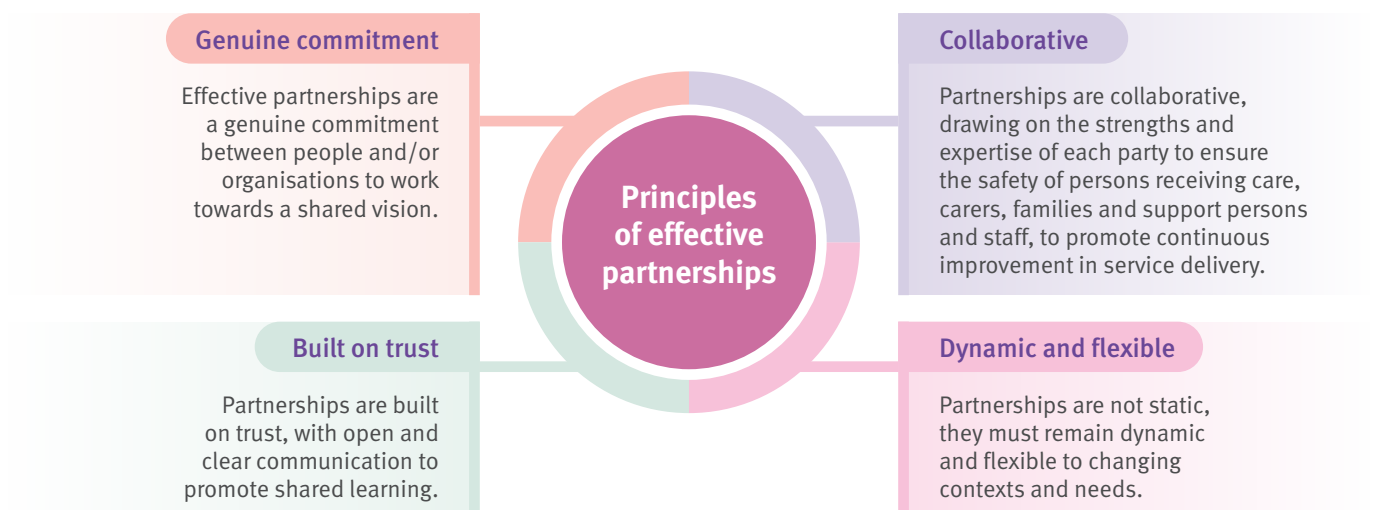 Genuine commitment
Effective partnerships are
a genuine commitment
between people and/or
organisations to work
towards a shared vision.
Collaborative
Partnerships are collaborative,
drawing on the strengths and
expertise of each party to ensure
the safety of persons receiving care,
carers, families and support persons
and staff, to promote continuous
improvement in service delivery.
Principles
of effective
partnerships
Built on trust
Partnerships are built
on trust, with open and
clear communication to
promote shared learning.
Dynamic and flexible
Partnerships are not static,
they must remain dynamic
and flexible to changing
contexts and needs.